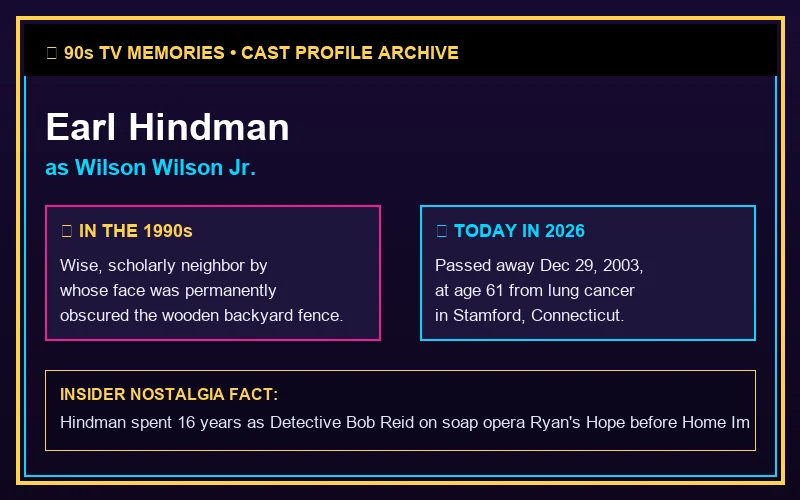 90s TV MEMORIES • CAST PROFILE ARCHIVE
Earl Hindman
as Wilson Wilson Jr.
IN THE 1990s
Wise, scholarly neighbor by
whose face was permanently
obscured the wooden backyard fence.
TODAY IN 2026
Passed away Dec 29, 2003,
at age 61 from lung cancer
in Stamford, Connecticut.
INSIDER NOSTALGIA FACT:
Hindman spent 16 years as Detective Bob Reid on soap opera Ryan's Hope before Home Im